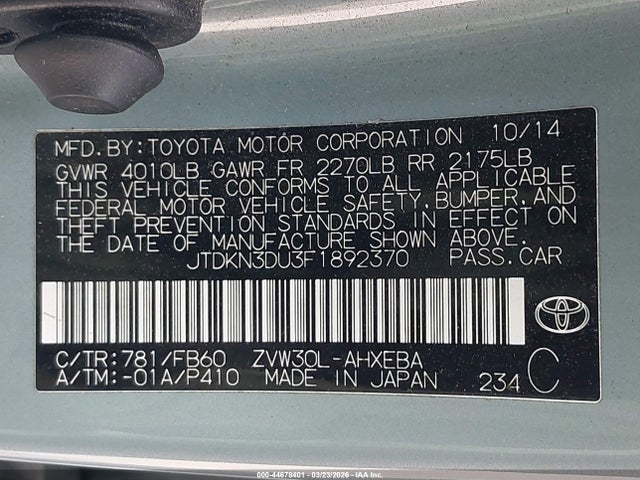 MFD.BY:TOYOTA MOTOR CORPORATION 10/14
GVWR 4010LB GAWR FR 2270LB RR 2175LB
THIS VEHICLE CONFORMS TO ALL APPLICABLE
FEDERAL MOTOR VEHICLE SAFETY,BUMPER,AND
THEFT PREVENTION STANDARDS IN EFFECT ON
THE DATE OF MANUFACTURE SHOWN ABOVE.
JTDKN3DU3F1892370 PASS.CAR
C/TR:781/FB60 ZVW30L-AHXEBA
A/TM:-01A/P410 MADE IN JAPAN 234 C
000-44678401 - 03/23/2026 - IAA Inc.